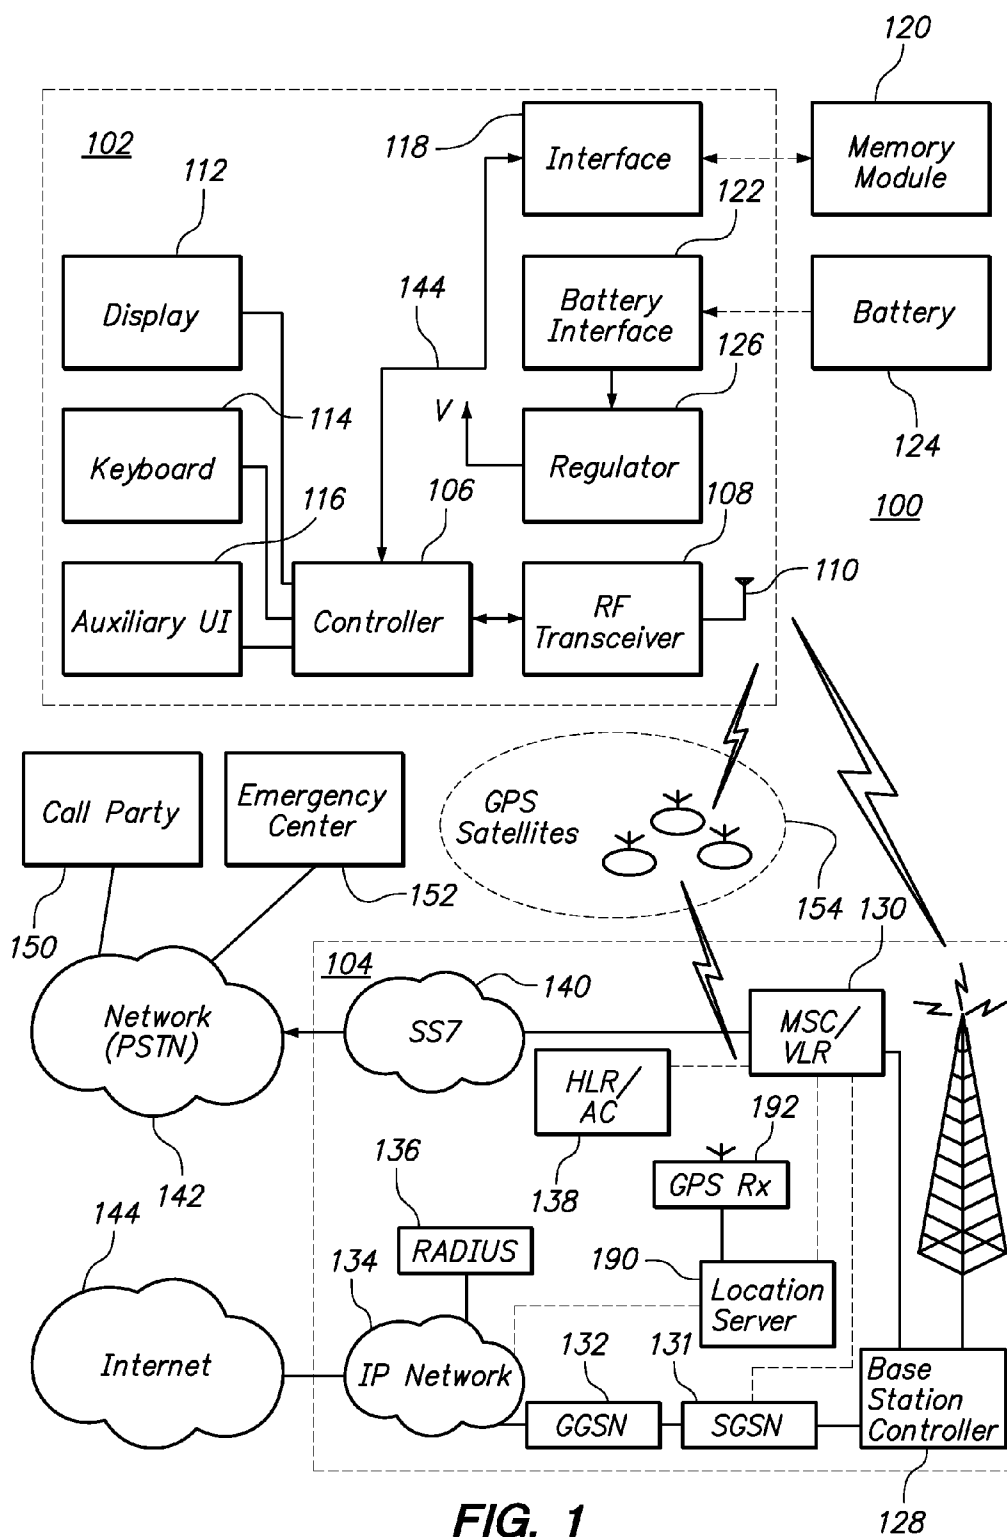 120
102
118
Interface
Memory
Module
112
122
Display
144
Battery
Interface
Battery
126
V
114
124
Keyboard
Regulator
116
106
108
100
110
Auxiliary UI
Controller
RF
Transceiver
Call Party
Emergency
Center
GPS
Satellites
150
152
154
130
104
140
Network
(PSTN)
SS7
MSC/
VLR
HLR/
AC
192
136
138
GPS Rx
142
144
RADIUS
134
190
Location
Server
132
131
Internet
IP Network
Base
Station
Controller
GGSN
SGSN
128
FIG. 1